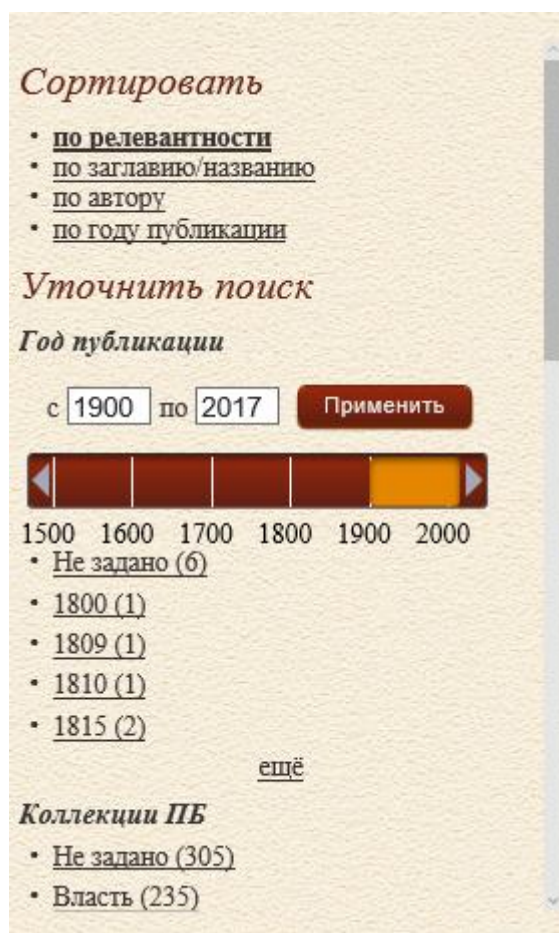 Сортировать
• по релевантности
• по заглавию/названию
• по автору
• по году публикации
Уточнить поиск
Год публикации
с 1900 по 2017 Применить
1500 1600 1700 1800 1900 2000
• Не задано (6)
• 1800 (1)
• 1809 (1)
• 1810 (1)
• 1815 (2)
ещё
Коллекции ПБ
• Не задано (305)
• Власть (235)